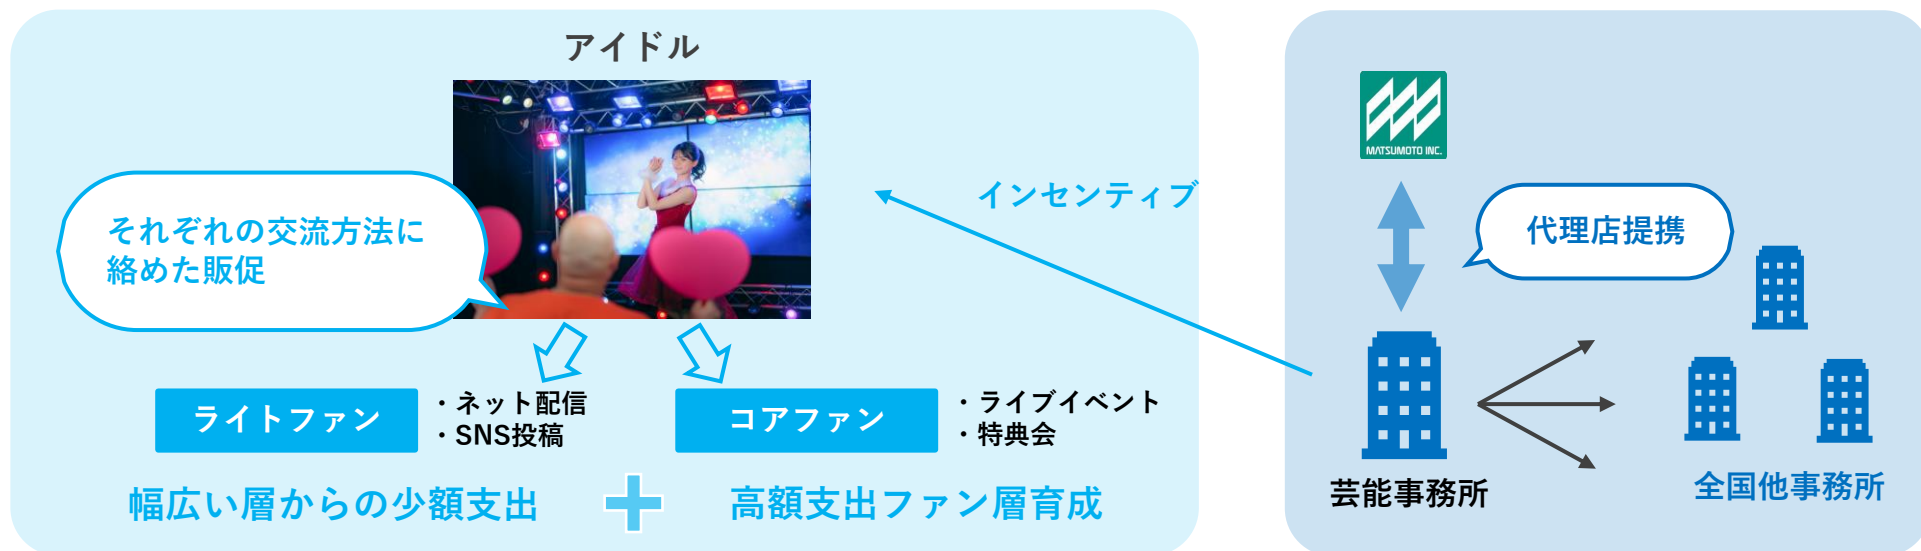 アイドル
それぞれの交流方法に
絡めた販促
ライトファン
・ネット配信
・SNS投稿
コアファン
・ライブイベント
・特典会
幅広い層からの少額支出
高額支出ファン層育成
インセンティブ
MATSUMOTO INC.
代理店提携
芸能事務所
全国他事務所